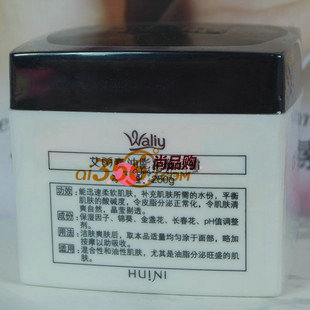 Waliy
艾
260g
功效: 能迅速柔软肌肤，补充肌肤所需的水份，平衡
肌肤的酸碱度，令皮脂分泌正常化，令肌肤清
爽自然，晶莹剔透。
成份: 保湿因子、锦葵、金盏花、长春花、pH值调整
剂。
用法: 洁肤爽肤后，取本品适量均匀涂于面部，略加
按摩以助吸收。
适用: 混合性和油性肌肤，尤其是油脂分泌旺盛的肌
肤。
HUINI
尚品购